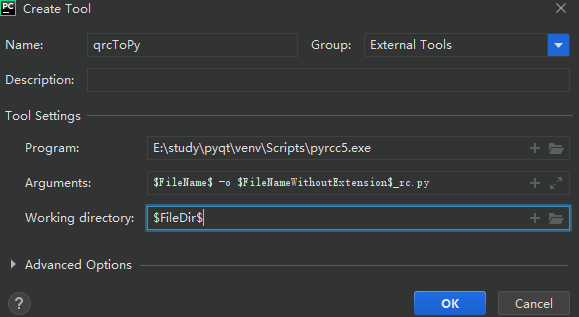 PC Create Tool
Name: qrcToPy Group: External Tools
Description:
Tool Settings
Program: E:\study\pyqt\venv\Scripts\pyrcc5.exe
Arguments: $FileName$ -o $FileNameWithoutExtension$_rc.py
Working directory: $FileDir$
Advanced Options
? OK Cancel